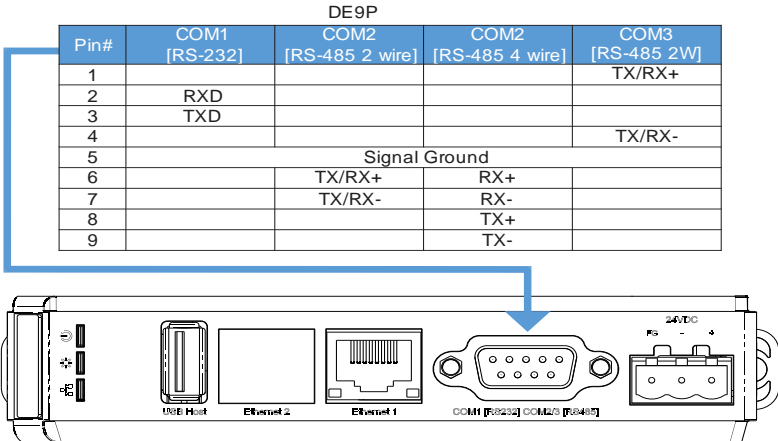 DE9P
Pin# COM1 [RS-232] COM2 [RS-485 2 wire] COM2 [RS-485 4 wire] COM3 [RS-485 2W]
1 TX/RX+
2 RXD
3 TXD
4 TX/RX-
5 Signal Ground
6 TX/RX+ RX+
7 TX/RX- RX-
8 TX+
9 TX-
24VDC
FG - +
USB Host Ethernet 2 Ethernet 1 COM1 [RS232] COM2/3 [RS485]